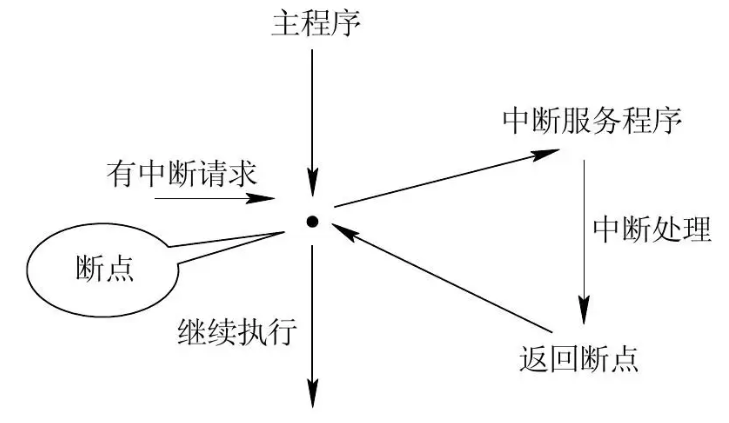 主程序
中断服务程序
有中断请求
中断处理
断点
继续执行
返回断点